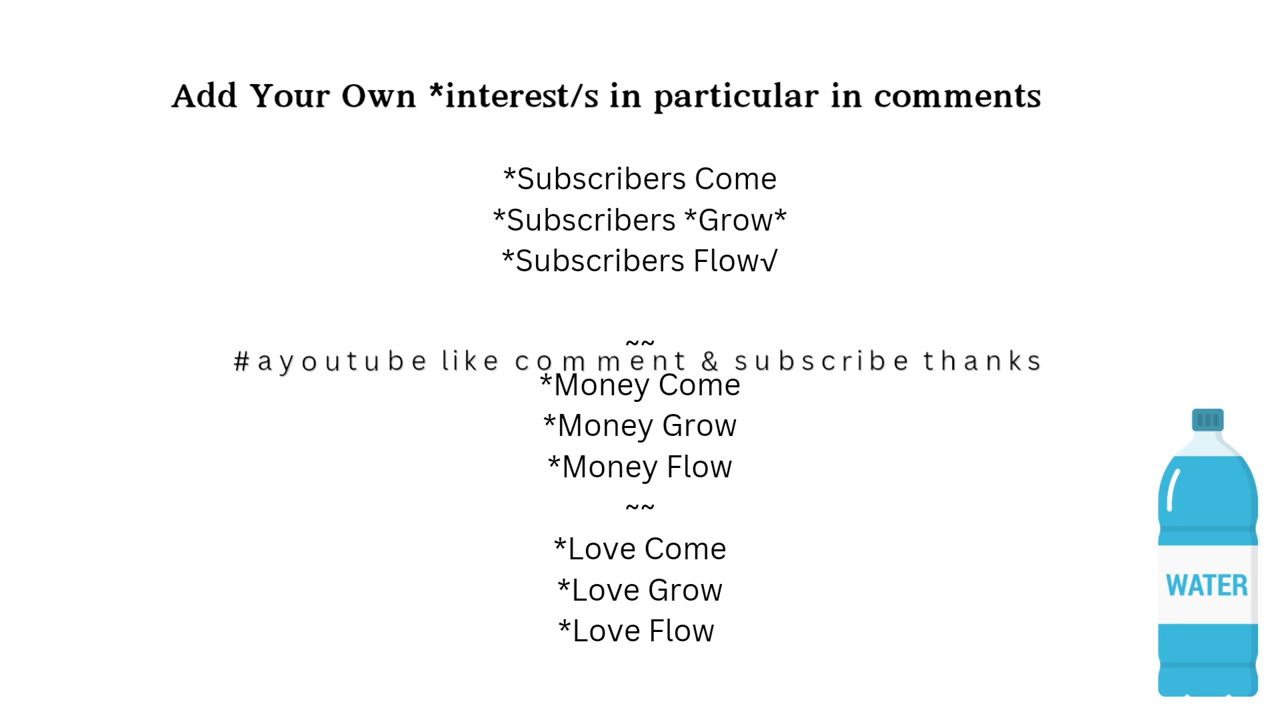 Add Your Own *interest/s in particular in comments
*Subscribers Come
*Subscribers *Grow*
*Subscribers Flow√
~~
#ayoutube like comment & subscribe thanks
*Money Come
*Money Grow
*Money Flow
~~
*Love Come
*Love Grow
*Love Flow
WATER